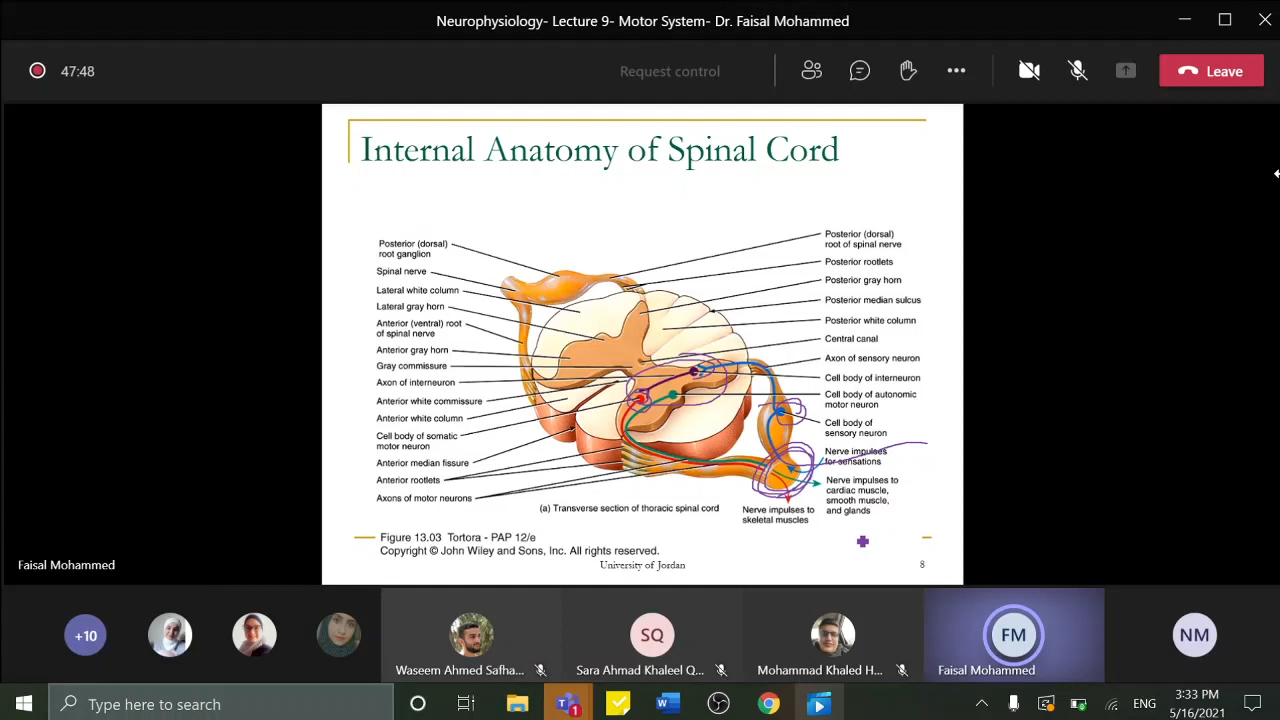 Neurophysiology- Lecture 9- Motor System- Dr. Faisal Mohammed
47:48
Request control
Leave
Internal Anatomy of Spinal Cord
Posterior (dorsal)
root ganglion
Spinal nerve
Lateral white column
Lateral gray horn
Anterior (ventral) root
of spinal nerve
Anterior gray horn
Gray commissure
Axon of interneuron
Anterior white commissure
Anterior white column
Cell body of somatic
motor neuron
Anterior median fissure
Anterior rootlets
Axons of motor neurons
Posterior (dorsal)
root of spinal nerve
Posterior rootlets
Posterior gray horn
Posterior median sulcus
Posterior white column
Central canal
Axon of sensory neuron
Cell body of interneuron
Cell body of autonomic
motor neuron
Cell body of
sensory neuron
Nerve impulses
for sensations
Nerve impulses to
cardiac muscle,
smooth muscle,
and glands
Nerve impulses to
skeletal muscles
(a) Transverse section of thoracic spinal cord
Figure 13.03 Tortora - PAP 12/e
Copyright © John Wiley and Sons, Inc. All rights reserved.
University of Jordan
8
Faisal Mohammed
+10
SQ
FM
NM
Waseem Ahmed Safha...
Sara Ahmad Khaleel Q...
Mohammad Khaled H...
Faisal Mohammed
Type here to search
1
ENG
3:33 PM
5/16/2021